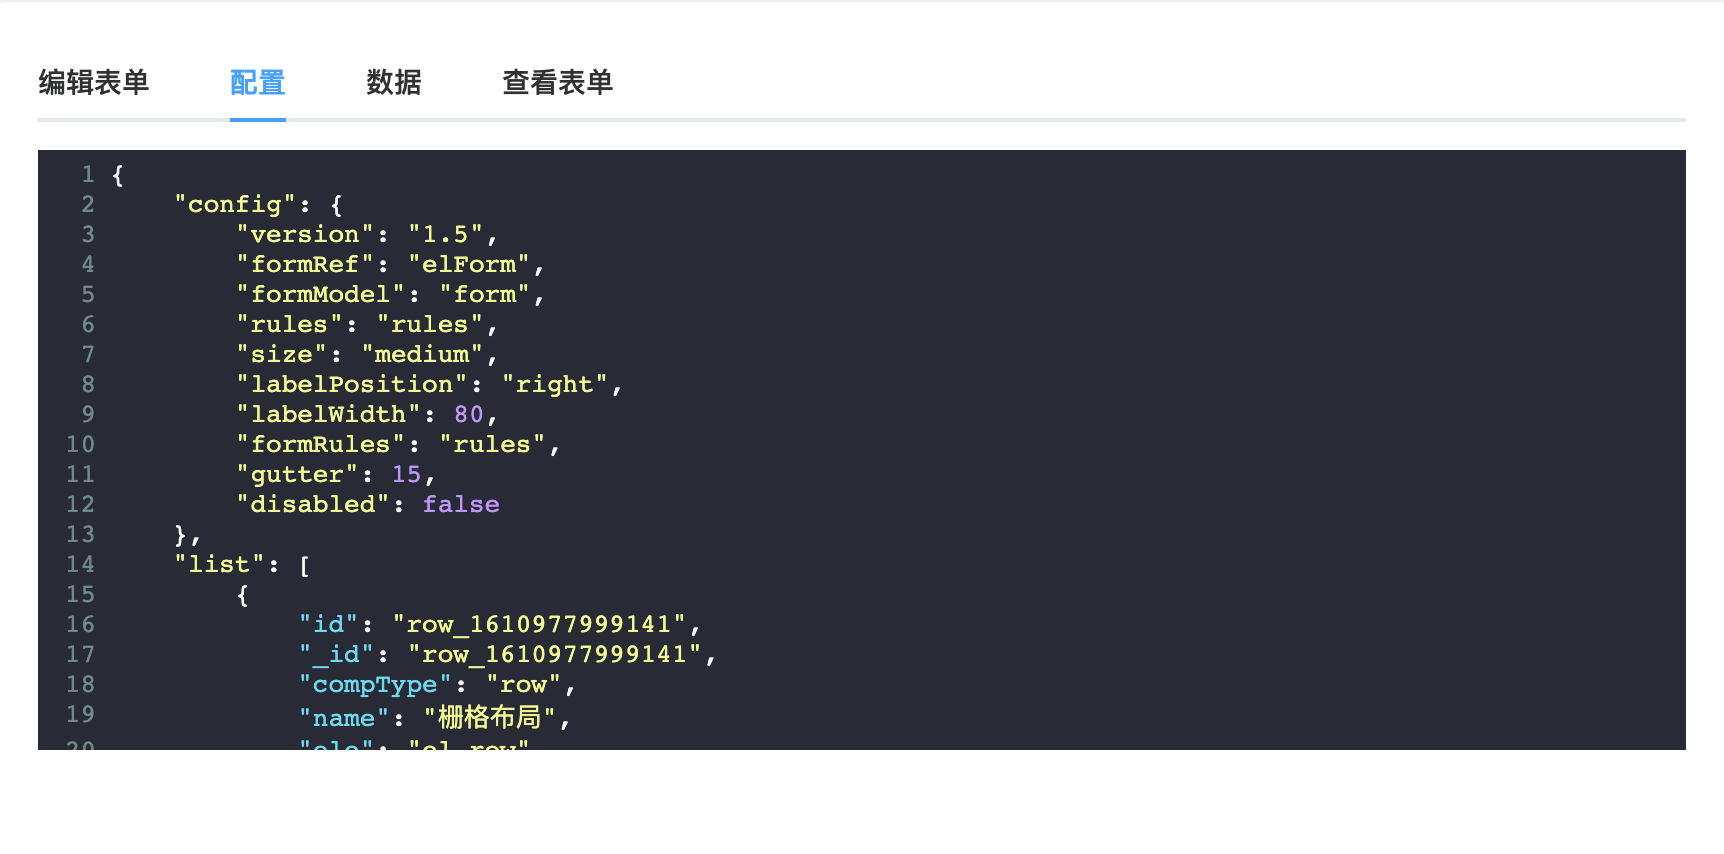 编辑表单 配置 数据 查看表单
1 {
2 "config": {
3 "version": "1.5",
4 "formRef": "elForm",
5 "formModel": "form",
6 "rules": "rules",
7 "size": "medium",
8 "labelPosition": "right",
9 "labelWidth": 80,
10 "formRules": "rules",
11 "gutter": 15,
12 "disabled": false
13 },
14 "list": [
15 {
16 "id": "row_1610977999141",
17 "_id": "row_1610977999141",
18 "compType": "row",
19 "name": "栅格布局",
20